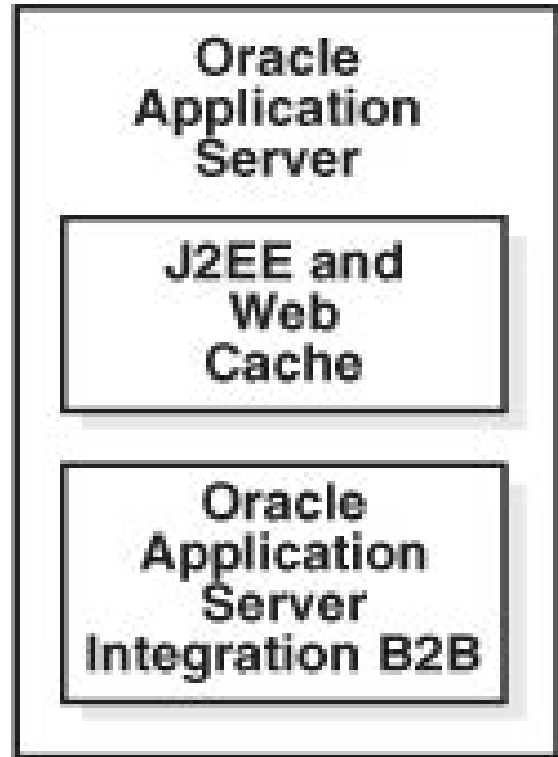 Oracle
Application
Server
J2EE and
Web
Cache
Oracle
Application
Server
Integration B2B